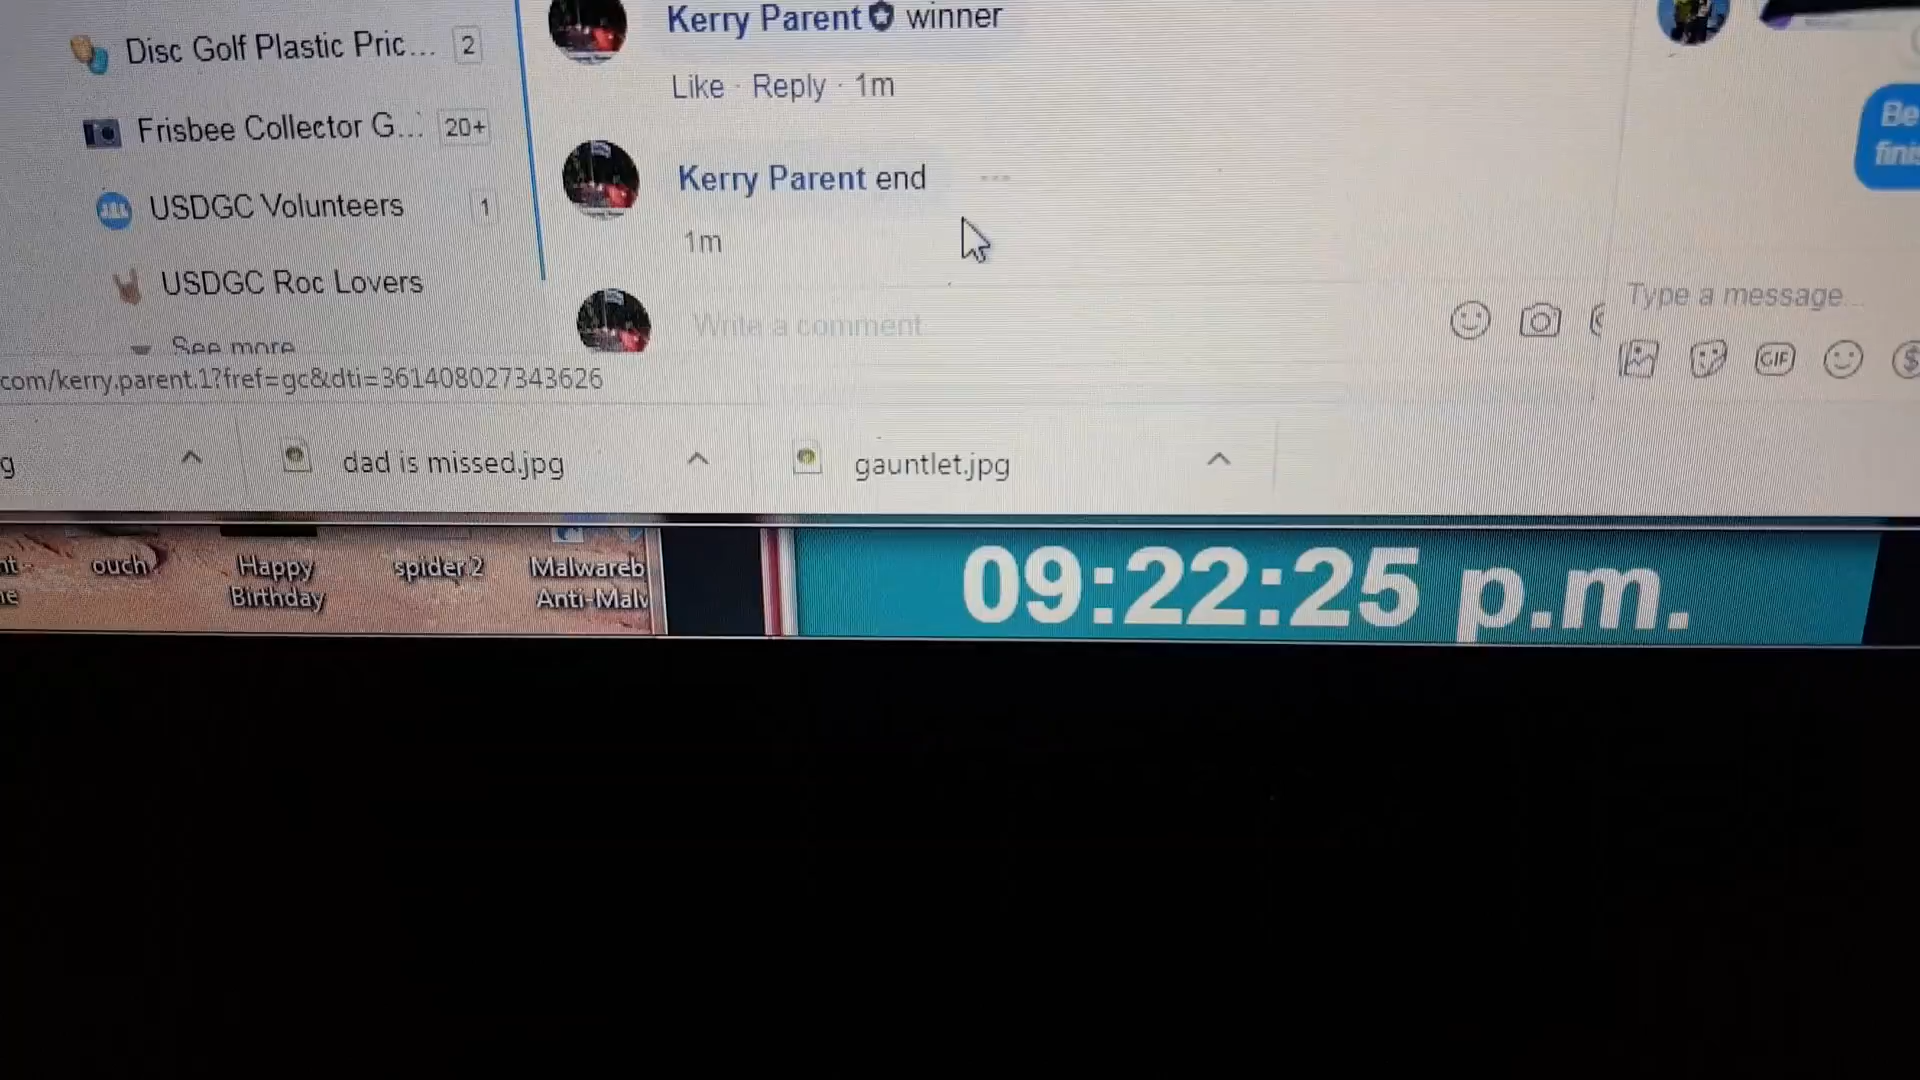 Disc Golf Plastic Pric... 2
Frisbee Collector G... 20+
USDGC Volunteers 1
USDGC Roc Lovers
See more
com/kerry.parent.1?fref=gc&dti=361408027343626
Kerry Parent winner
Like · Reply · 1m
Kerry Parent end
1m
Write a comment
Be
finis
Type a message...
GIF
g
dad is missed.jpg
gauntlet.jpg
ouch
Happy
Birthday
spider 2
Malwareb
Anti-Malw
09:22:25 p.m.